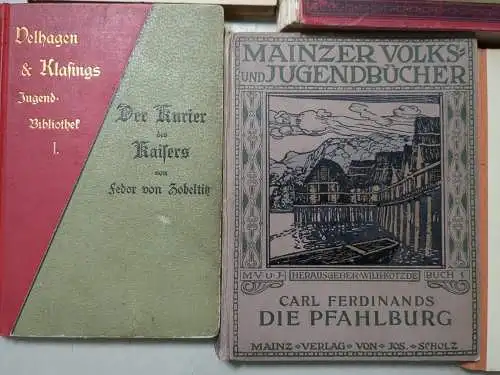 Velhagen
& Klasings
Jugend-
Bibliothek
I.
Der Kurier
des
Kaisers
von
Fedor von Zobeltitz
MAINZER VOLKS-
UND JUGENDBÜCHER
M·V·u·J· HERAUSGEBER·WILH·KOTZDE BUCH 5
CARL FERDINANDS
DIE PFAHLBURG
MAINZ · VERLAG · VON · JOS. · SCHOLZ